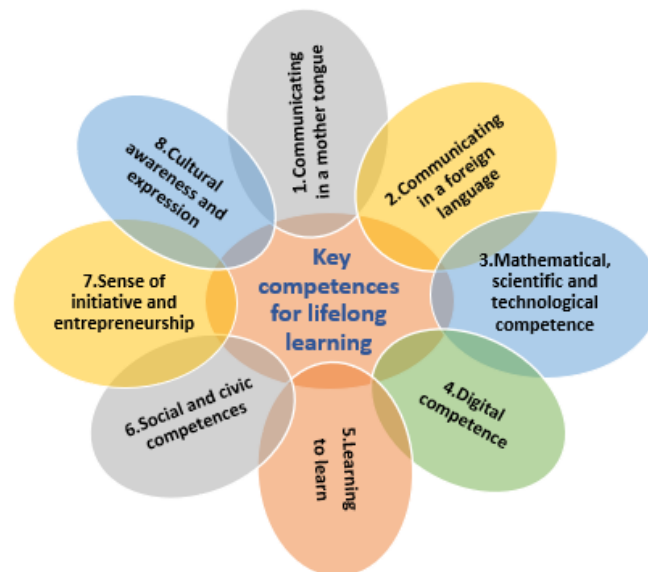 Key
competences
for lifelong
learning
1.Communicating
in a mother tongue
2.Communicating
in a foreign
language
3.Mathematical,
scientific and
technological
competence
4.Digital
competence
5.Learning
to learn
6.Social and civic
competences
7.Sense of
initiative and
entrepreneurship
8.Cultural
awareness and
expression